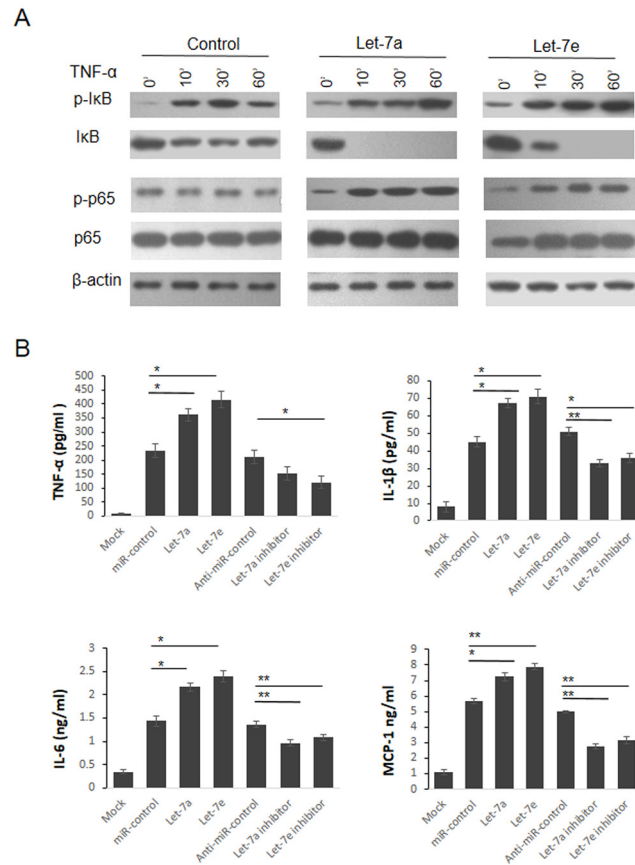 A
Control Let-7a Let-7e
TNF-α 0' 10' 30' 60' 0' 10' 30' 60' 0' 10' 30' 60'
p-IκB
IκB
p-p65
p65
β-actin
B
TNF-α (pg/ml)
500
450
400
350
300
250
200
150
100
50
0
*
*
*
Mock
miR-control
Let-7a
Let-7e
Anti-miR-control
Let-7a inhibitor
Let-7e inhibitor
IL-1β (pg/ml)
80
70
60
50
40
30
20
10
0
*
*
*
**
Mock
miR-control
Let-7a
Let-7e
Anti-miR-control
Let-7a inhibitor
Let-7e inhibitor
IL-6 (ng/ml)
3
2.5
2
1.5
1
0.5
0
*
*
**
**
Mock
miR-control
Let-7a
Let-7e
Anti-miR-control
Let-7a inhibitor
Let-7e inhibitor
MCP-1 ng/ml
9
8
7
6
5
4
3
2
1
0
**
*
**
**
Mock
miR-control
Let-7a
Let-7e
Anti-miR-control
Let-7a inhibitor
Let-7e inhibitor